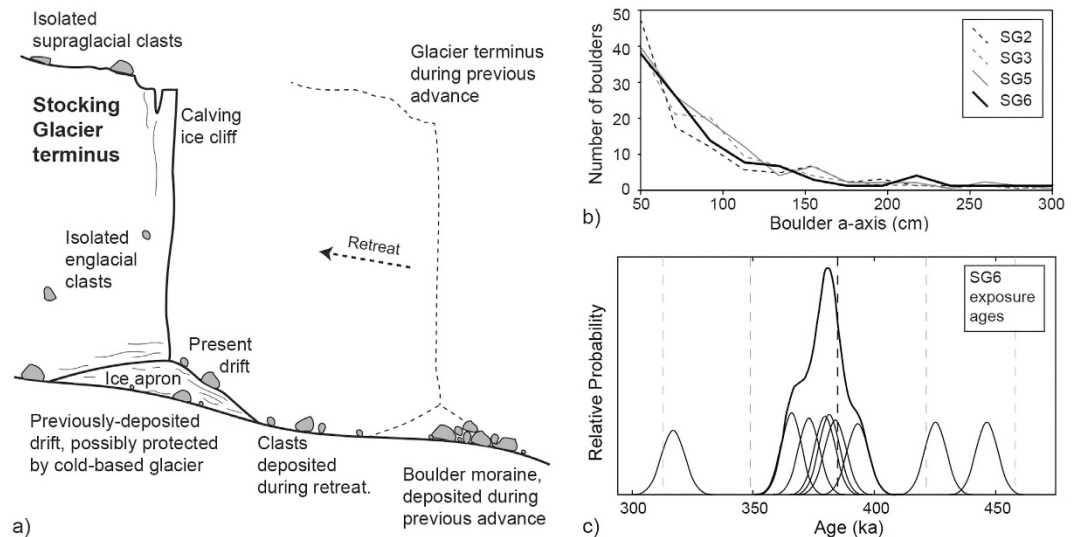 Isolated
supraglacial clasts
Stocking
Glacier
terminus
Calving
ice cliff
Glacier terminus
during previous
advance
Retreat
Isolated
englacial
clasts
Present
drift
Ice apron
Previously-deposited
drift, possibly protected
by cold-based glacier
Clasts
deposited
during retreat.
Boulder moraine,
deposited during
previous advance
a)
Number of boulders
50
40
30
20
10
0
50
100
150
200
250
300
Boulder a-axis (cm)
SG2
SG3
SG5
SG6
b)
Relative Probability
SG6
exposure
ages
300
350
400
450
Age (ka)
c)